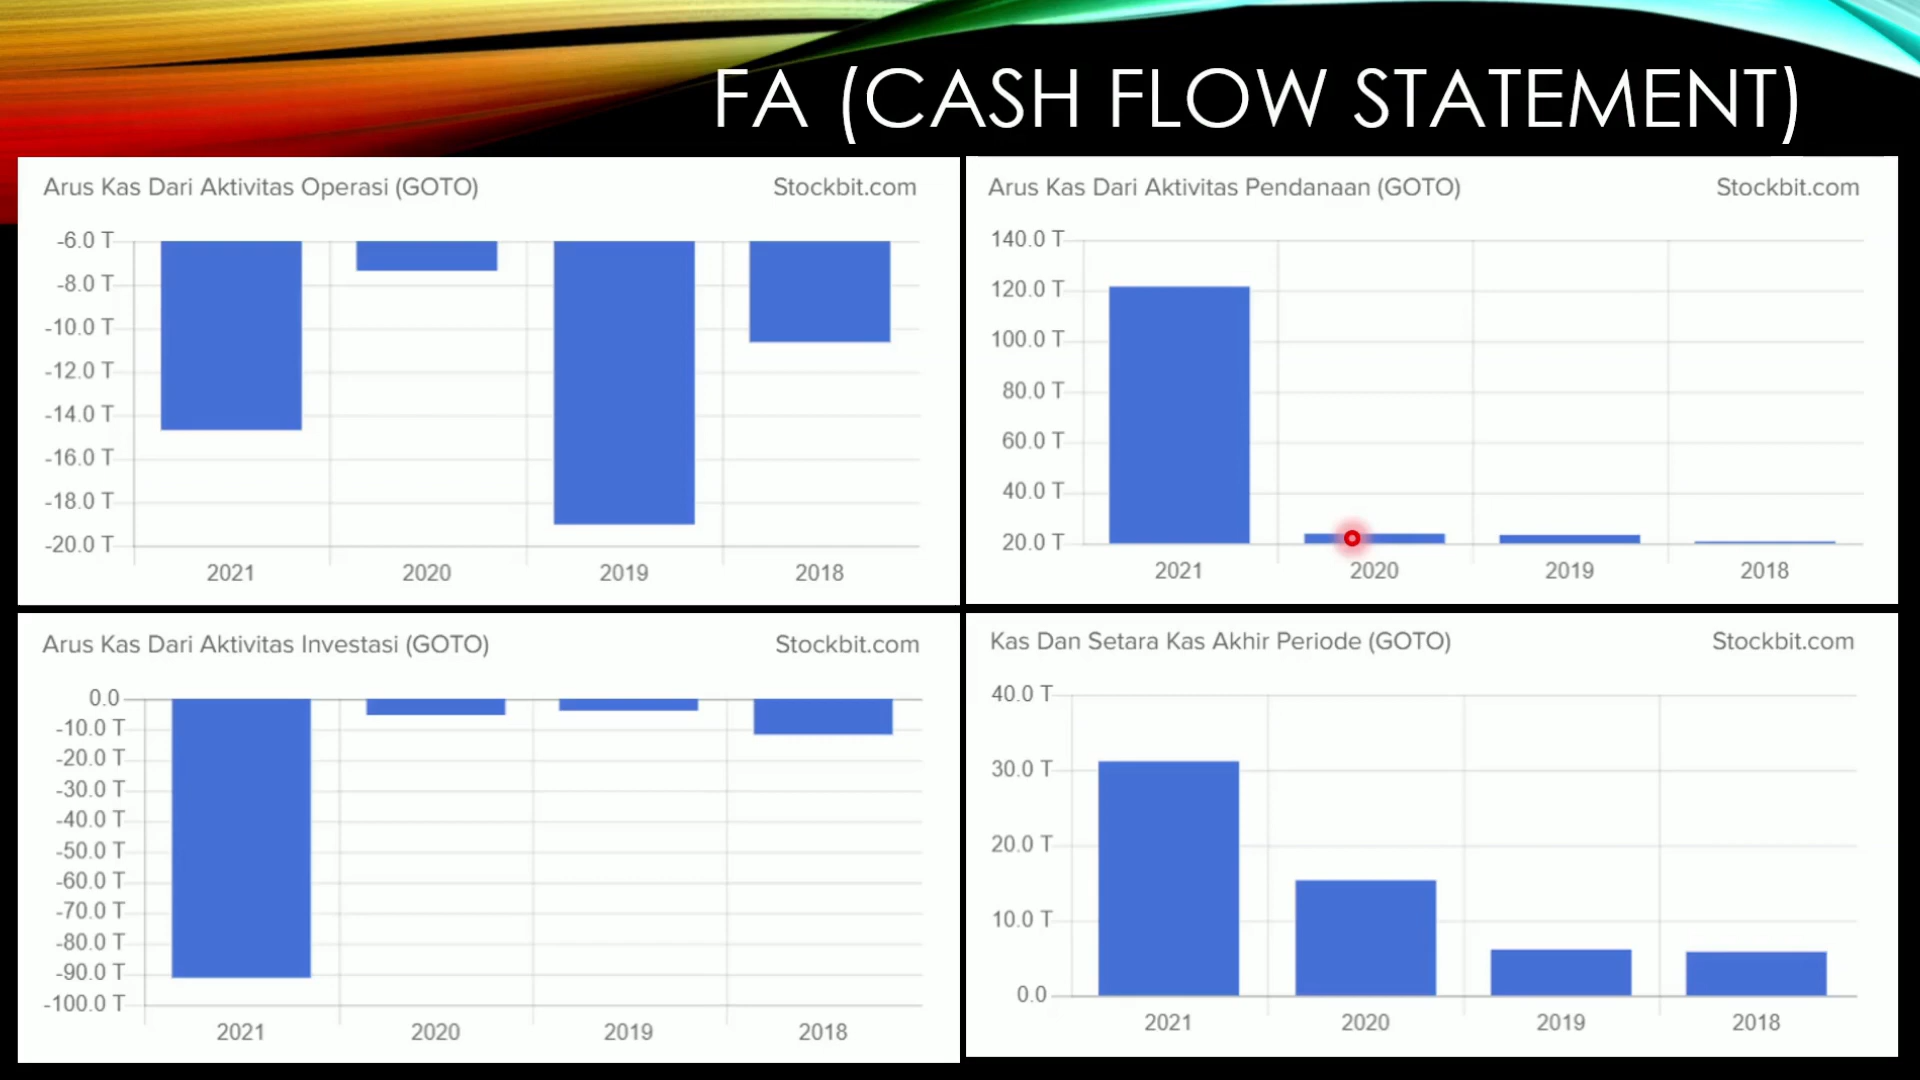 FA (CASH FLOW STATEMENT)
Arus Kas Dari Aktivitas Operasi (GOTO)
Stockbit.com
-6.0 T
-8.0 T
-10.0 T
-12.0 T
-14.0 T
-16.0 T
-18.0 T
-20.0 T
2021 2020 2019 2018
Arus Kas Dari Aktivitas Pendanaan (GOTO)
Stockbit.com
140.0 T
120.0 T
100.0 T
80.0 T
60.0 T
40.0 T
20.0 T
2021 2020 2019 2018
Arus Kas Dari Aktivitas Investasi (GOTO)
Stockbit.com
0.0
-10.0 T
-20.0 T
-30.0 T
-40.0 T
-50.0 T
-60.0 T
-70.0 T
-80.0 T
-90.0 T
-100.0 T
2021 2020 2019 2018
Kas Dan Setara Kas Akhir Periode (GOTO)
Stockbit.com
40.0 T
30.0 T
20.0 T
10.0 T
0.0
2021 2020 2019 2018